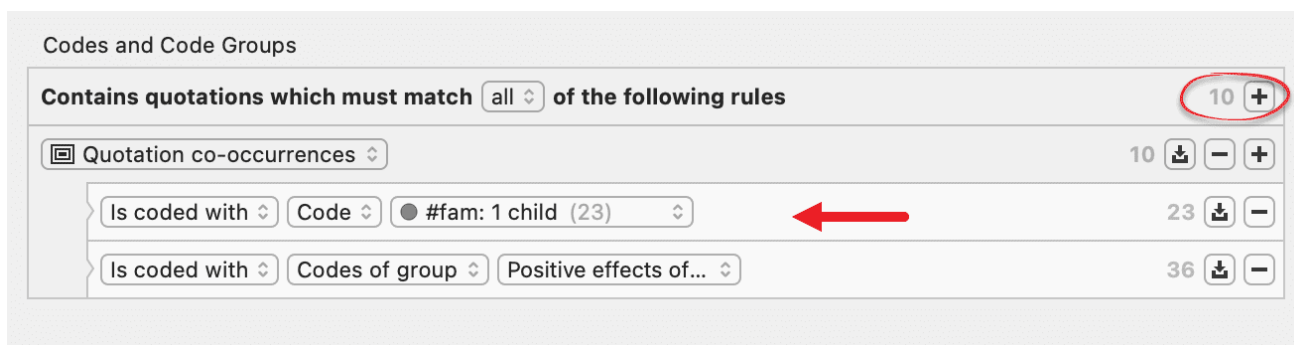 Codes and Code Groups
Contains quotations which must match all of the following rules 10
Quotation co-occurrences 10
Is coded with Code #fam: 1 child (23) 23
Is coded with Codes of group Positive effects of... 36